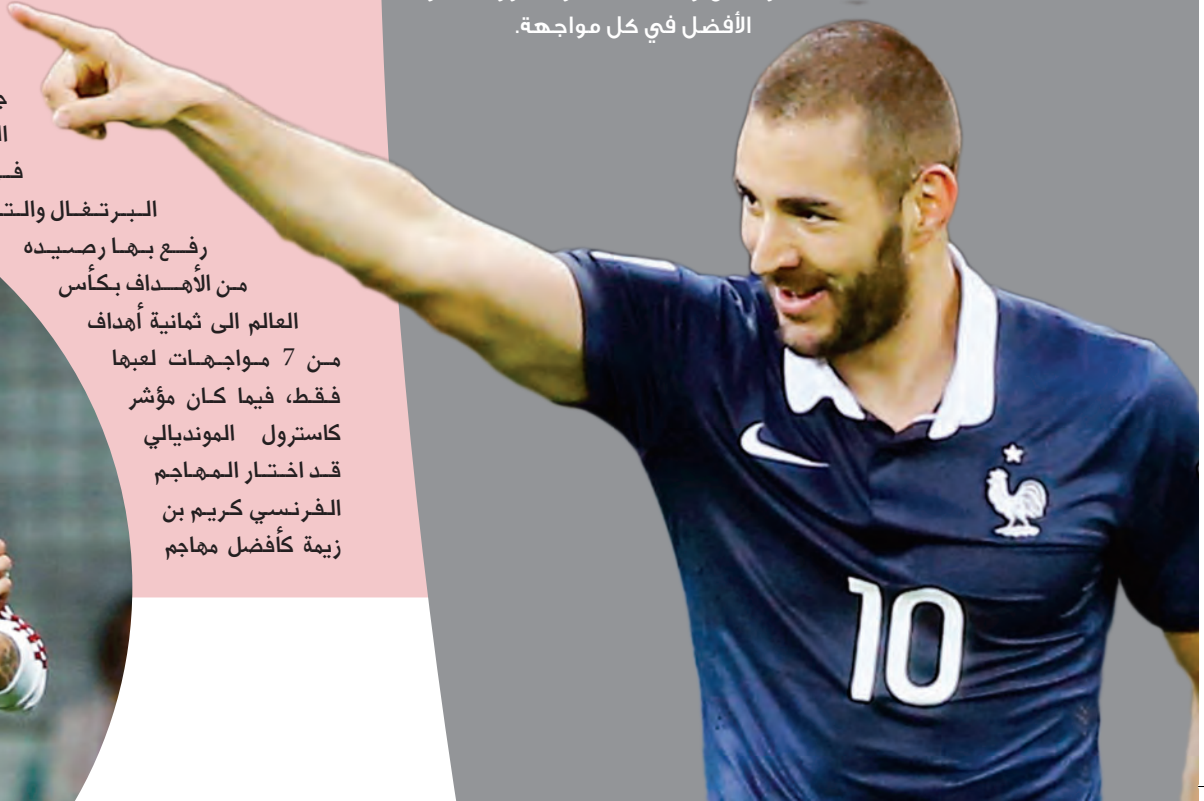 الأفضل في كل مواجهة.
البرتغال
رفع بها رصيده
من الأهداف بكأس
العالم الى ثمانية أهداف
من 7 مواجهات لعبها
فقط، فيما كان مؤشر
كاسترول المونديالي
قد اختار المهاجم
الفرنسي كريم بن
زيمة كأفضل مهاجم
10